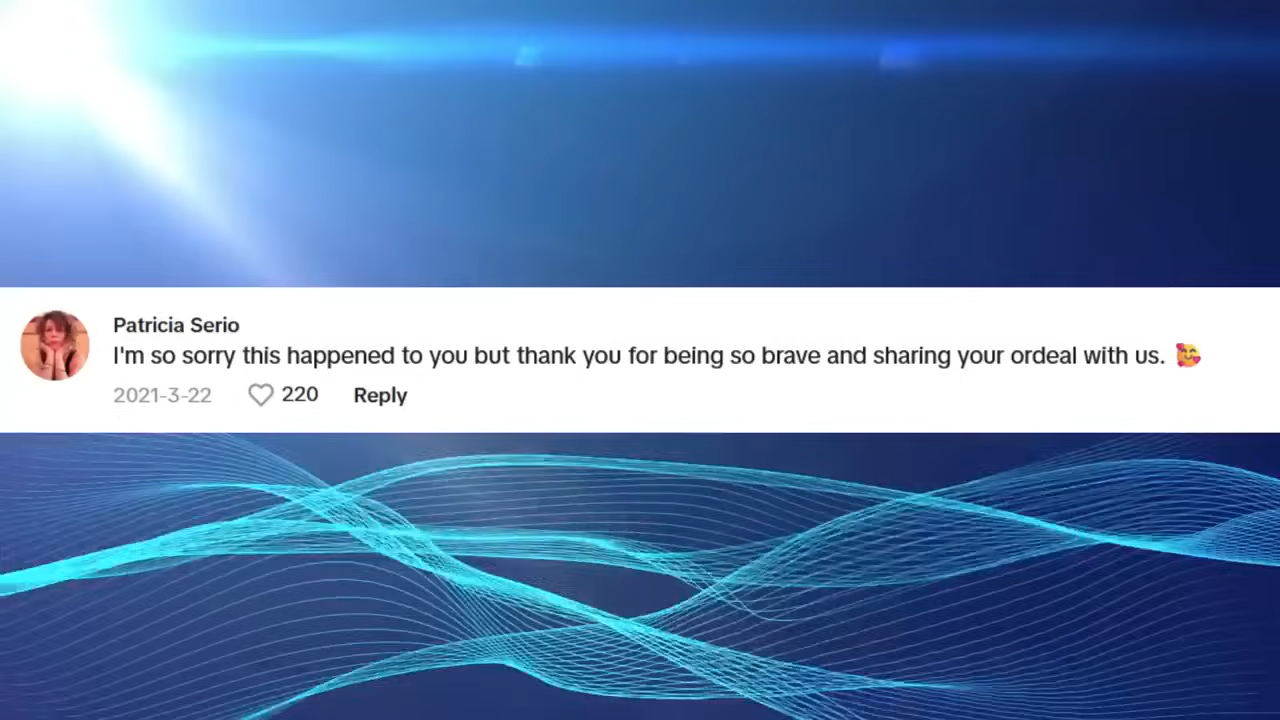 Patricia Serio
I'm so sorry this happened to you but thank you for being so brave and sharing your ordeal with us. 🥰
2021-3-22 220 Reply